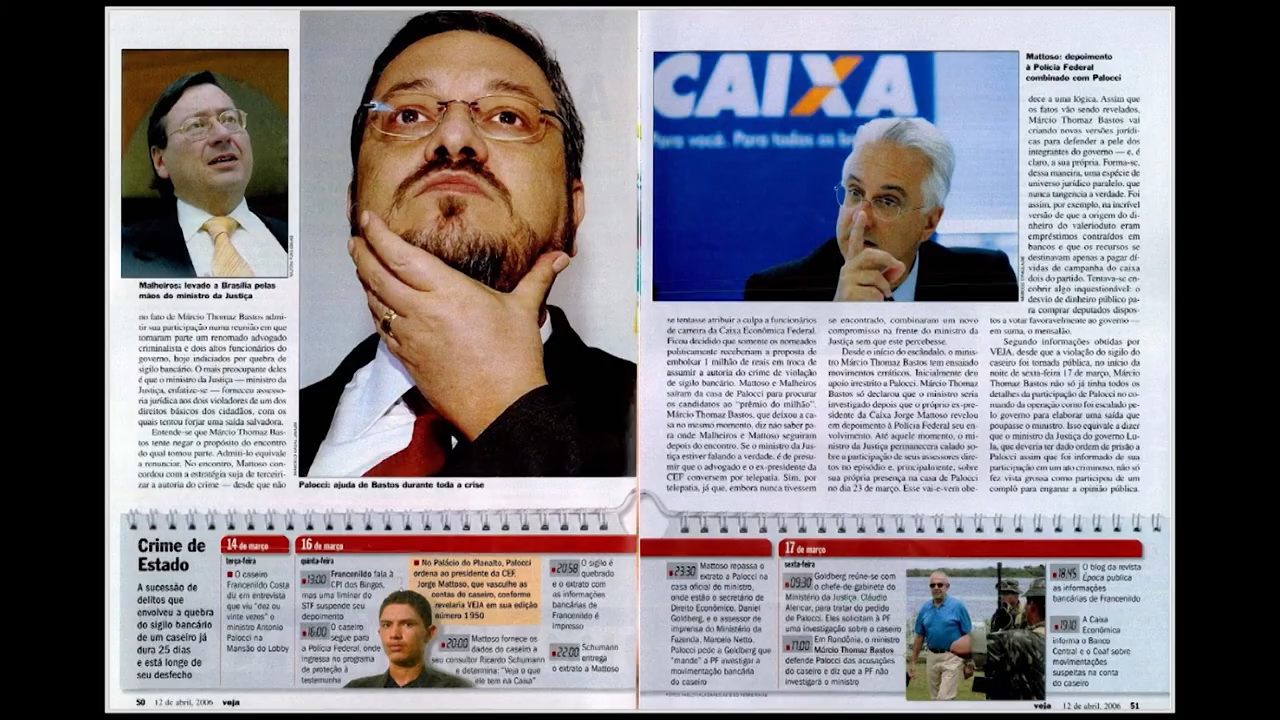 Malheiros: levado a Brasília pelas
mãos do ministro da Justiça
no fato de Márcio Thomaz Bastos admi-
tir sua participação numa reunião em que
tomaram parte um renomado advogado
criminalista e dois altos funcionários do
governo, hoje indiciados por quebra de
sigilo bancário. O mais preocupante deles
é que o ministro da Justiça — ministro da
Justiça, enfatize-se — forneceu assesso-
ria jurídica aos dois violadores de um dos
direitos básicos dos cidadãos, com os
quais tentou forjar uma saída salvadora.
Entende-se que Márcio Thomaz Bas-
tos tente negar o propósito do encontro
do qual tomou parte. Admiti-lo equivale
a renunciar. No encontro, Mattoso con-
cordou com a estratégia suja de terceiri-
zar a autoria do crime — desde que não
Palocci: ajuda de Bastos durante toda a crise
CAIXA
Para você. Para todos os
Mattoso: depoimento
à Polícia Federal
combinado com Palocci
se tentasse atribuir a culpa a funcionários
de carreira da Caixa Econômica Federal.
Ficou decidido que somente os nomeados
politicamente receberiam a proposta de
embolsar 1 milhão de reais em troca de
assumir a autoria do crime de violação
de sigilo bancário. Mattoso e Malheiros
saíram da casa de Palocci para procurar
os candidatos ao "prêmio do milhão".
Márcio Thomaz Bastos, que deixou a ca-
sa no mesmo momento, diz não saber pa-
ra onde Malheiros e Mattoso seguiram
depois do encontro. Se o ministro da Jus-
tiça estiver falando a verdade, é de presu-
mir que o advogado e o ex-presidente da
CEF conversem por telepatia. Sim, por
telepatia, já que, embora nunca tivessem
se encontrado, combinaram um novo
compromisso na frente do ministro da
Justiça sem que este percebesse.
Desde o início do escândalo, o minis-
tro Márcio Thomaz Bastos tem ensaiado
movimentos erráticos. Inicialmente deu
apoio irrestrito a Palocci. Márcio Thomaz
Bastos só declarou que o ministro seria
investigado depois que o próprio ex-pre-
sidente da Caixa Jorge Mattoso revelou
em depoimento à Polícia Federal seu en-
volvimento. Até aquele momento, o mi-
nistro da Justiça permanecera calado so-
bre a participação de seus assessores diretos
no episódio e, principalmente, sobre
sua própria presença na casa de Palocci
no dia 23 de março. Esse vai-e-vem obe-
dece a uma lógica. Assim que
os fatos vão sendo revelados,
Márcio Thomaz Bastos vai
criando novas versões jurídi-
cas para defender a pele dos
integrantes do governo — e, é
claro, a sua própria. Forma-se,
dessa maneira, uma espécie de
universo jurídico paralelo, que
nunca tangencia a verdade. Foi
assim, por exemplo, na incrível
versão de que a origem do di-
nheiro do valerioduto eram
empréstimos contraídos em
bancos e que os recursos se
destinavam apenas a pagar dí-
vidas de campanha do caixa
dois do partido. Tentava-se en-
cobrir algo inquestionável: o
desvio de dinheiro público pa-
ra comprar deputados dispos-
tos a votar favoravelmente ao governo —
em suma, o mensalão.
Segundo informações obtidas por
VEJA, desde que a violação do sigilo do
caseiro foi tornada pública, no início da
noite de sexta-feira 17 de março, Márcio
Thomaz Bastos não só já tinha todos os
detalhes da participação de Palocci no co-
mando da operação como foi escalado pe-
lo governo para elaborar uma saída que
poupasse o ministro. Isso equivale a dizer
que o ministro da Justiça do governo Lu-
la, que deveria ter dado ordem de prisão a
Palocci assim que foi informado de sua
participação em um ato criminoso, não só
fez vista grossa como participou de um
complô para enganar a opinião pública.
Crime de
Estado
A sucessão de
delitos que
envolveu a quebra
do sigilo bancário
de um caseiro já
dura 25 dias
e está longe de
seu desfecho
14 de março
terça-feira
O caseiro
Francenildo Costa
diz em entrevista
que viu "dez ou
vinte vezes" o
ministro Antonio
Palocci na
Mansão do Lobby
16 de março
quinta-feira
13:00 Francenildo fala à
CPI dos Bingos,
mas uma liminar do
STF suspende seu
depoimento
16:00 O caseiro
segue para
a Polícia Federal, onde
ingressa no programa
de proteção à
testemunha
No Palácio do Planalto, Palocci
ordena ao presidente da CEF,
Jorge Mattoso, que vasculhe as
contas do caseiro, conforme
revelaria VEJA em sua edição
número 1950
20:00 Mattoso fornece os
dados do caseiro a
seu consultor Ricardo Schumann
e determina: "Veja o que
ele tem na Caixa"
20:58 O sigilo é
quebrado
e o extrato com
as informações
bancárias de
Francenildo é
impresso
22:00 Schumann
entrega
o extrato a Mattoso
23:30 Mattoso repassa o
extrato a Palocci na
casa oficial do ministro,
onde estão o secretário de
Direito Econômico, Daniel
Goldberg, e o assessor de
imprensa do Ministério da
Fazenda, Marcelo Netto.
Palocci pede a Goldberg que
"mande" a PF investigar a
movimentação bancária
do caseiro
17 de março
sexta-feira
09:30 Goldberg reúne-se com
o chefe-de-gabinete do
Ministério da Justiça, Cláudio
Alencar, para tratar do pedido
de Palocci. Eles solicitam à PF
uma investigação sobre o caseiro
11:00 Em Rondônia, o ministro
Márcio Thomaz Bastos
defende Palocci das acusações
do caseiro e diz que a PF não
investigará o ministro
18:45 O blog da revista
Época publica
as informações
bancárias de Francenildo
19:10 A Caixa
Econômica
informa o Banco
Central e o Coaf sobre
movimentações
suspeitas na conta
do caseiro
50 12 de abril, 2006 veja
veja 12 de abril, 2006 51